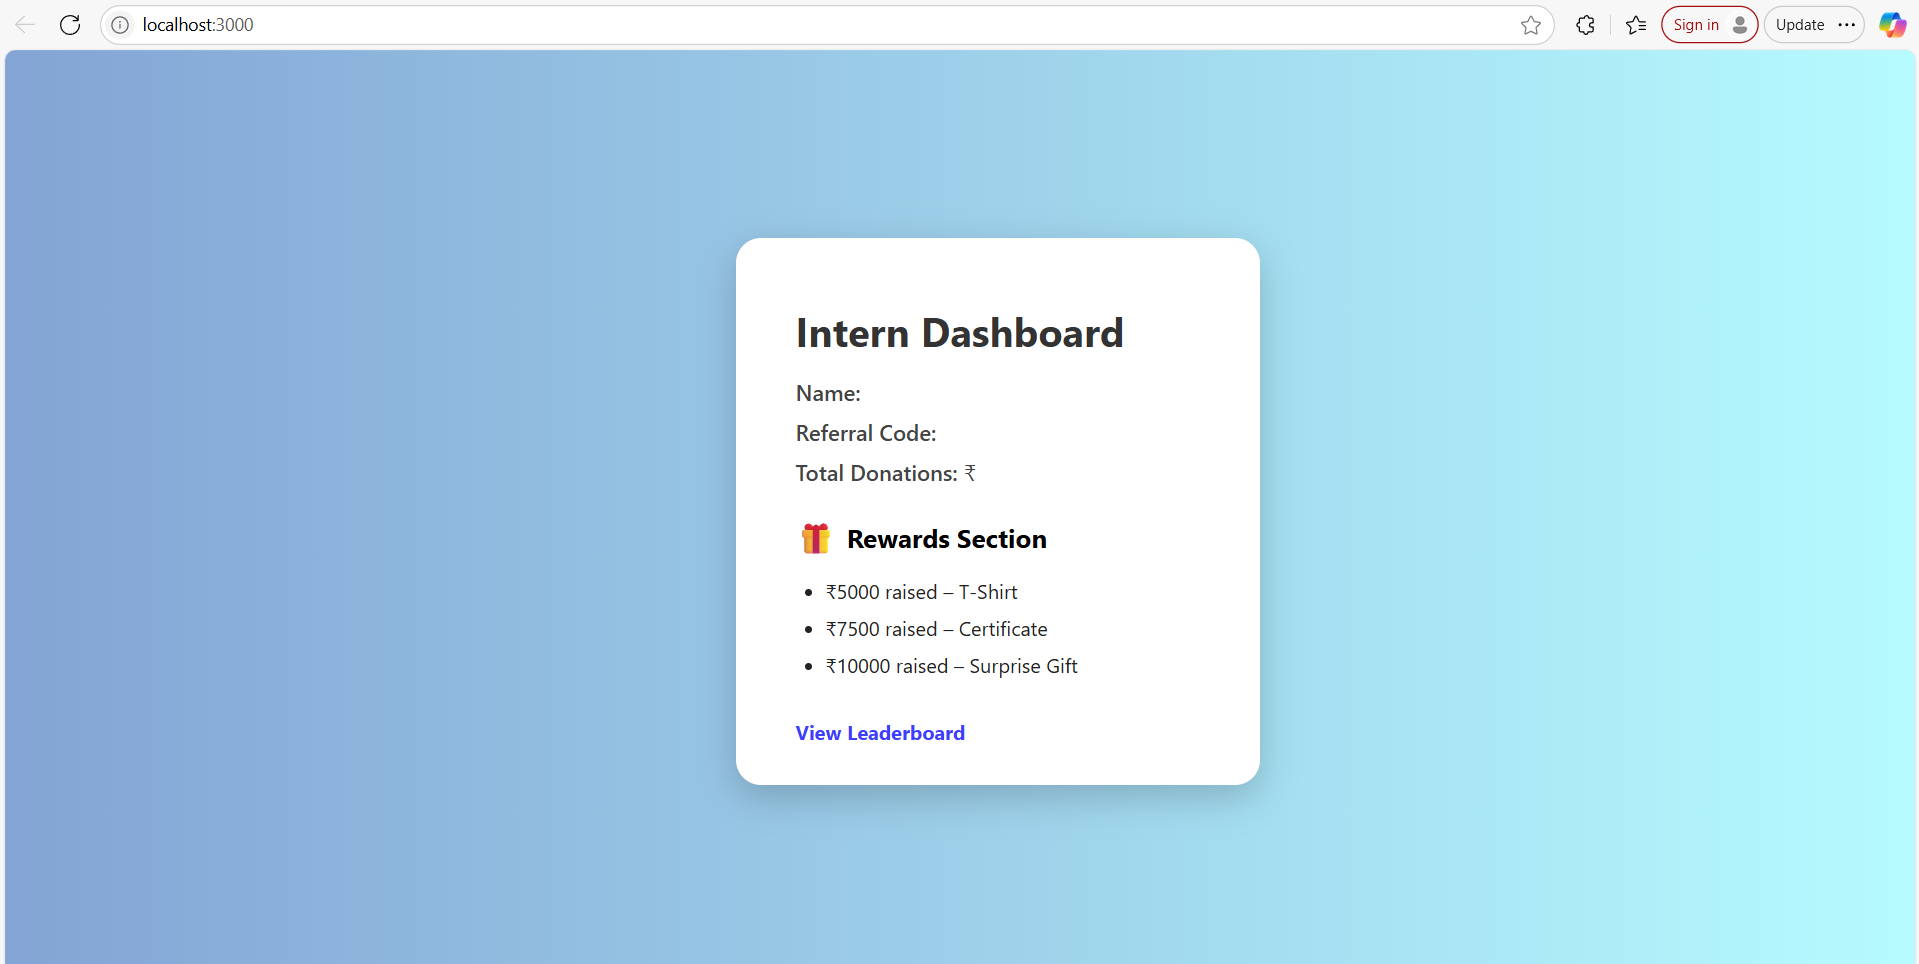 localhost:3000
Sign in
Update
Intern Dashboard
Name:
Referral Code:
Total Donations: ₹
Rewards Section
• ₹5000 raised – T-Shirt
• ₹7500 raised – Certificate
• ₹10000 raised – Surprise Gift
View Leaderboard